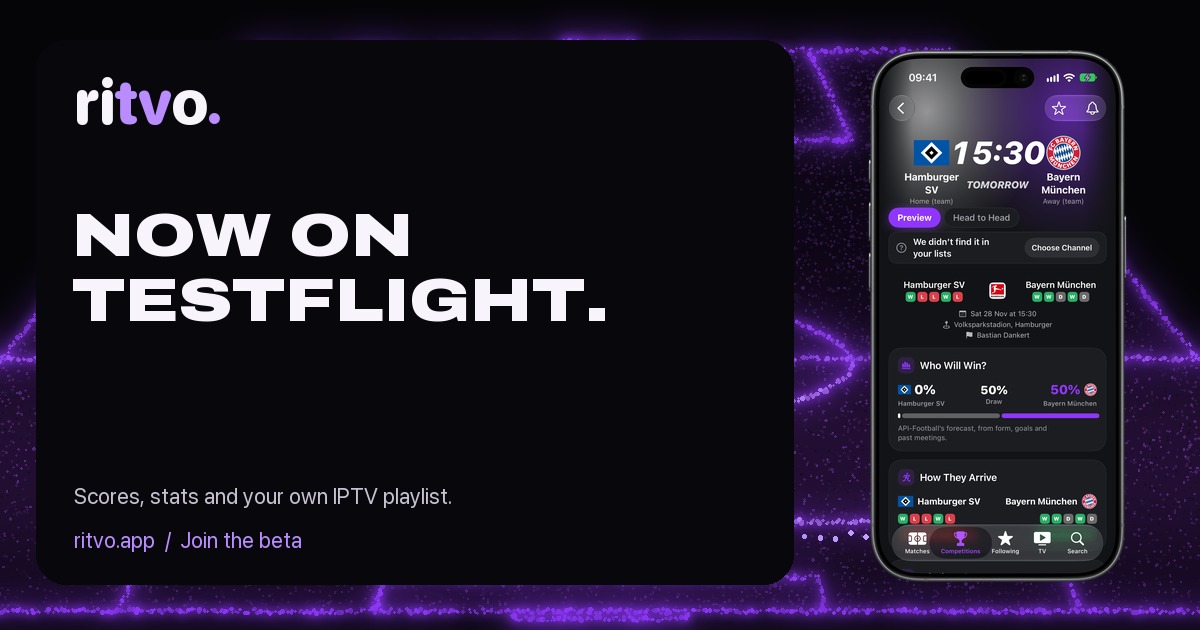 ritvo.
NOW ON
TESTFLIGHT.
Scores, stats and your own IPTV playlist.
ritvo.app / Join the beta
09:41
15:30
Hamburger
SV
Home (team)
TOMORROW
Bayern
München
Away (team)
Preview
Head to Head
We didn't find it in
your lists
Choose Channel
Hamburger SV
Bayern München
W L L W L
W W D W D
Sat 28 Nov at 15:30
Volksparkstadion, Hamburger
Bastian Dankert
Who Will Win?
0%
50%
50%
Hamburger SV
Draw
Bayern München
API-Football's forecast, from form, goals and
past meetings.
How They Arrive
Hamburger SV
Bayern München
W L L W L
W W D W D
Matches
Competitions
Following
TV
Search